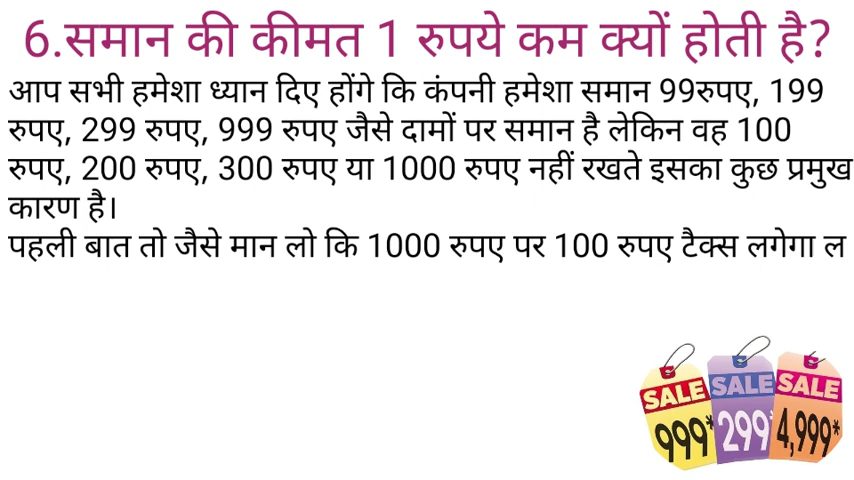 6.समान की कीमत 1 रुपये कम क्यों होती है?
आप सभी हमेशा ध्यान दिए होंगे कि कंपनी हमेशा समान 99रुपए, 199
रुपए, 299 रुपए, 999 रुपए जैसे दामों पर समान है लेकिन वह 100
रुपए, 200 रुपए, 300 रुपए या 1000 रुपए नहीं रखते इसका कुछ प्रमुख
कारण है।
पहली बात तो जैसे मान लो कि 1000 रुपए पर 100 रुपए टैक्स लगेगा ल
SALE SALE SALE
999* 299* 4,999*